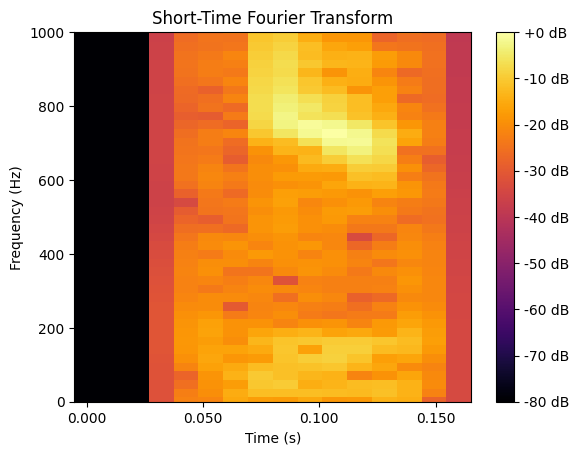 Short-Time Fourier Transform
1000
800
600
400
200
0
Frequency (Hz)
0.000
0.050
0.100
0.150
Time (s)
+0 dB
-10 dB
-20 dB
-30 dB
-40 dB
-50 dB
-60 dB
-70 dB
-80 dB